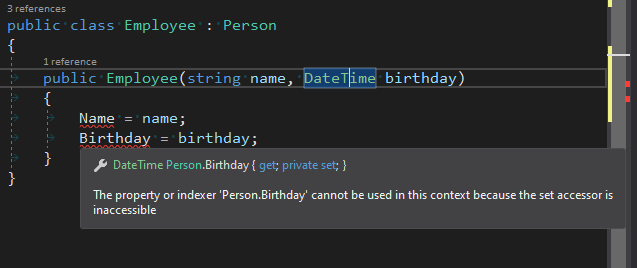 3 references
public class Employee : Person
{
1 reference
public Employee(string name, DateTime birthday)
{
Name = name;
Birthday = birthday;
}
DateTime Person.Birthday { get; private set; }
}
The property or indexer 'Person.Birthday' cannot be used in this context because the set accessor is
inaccessible